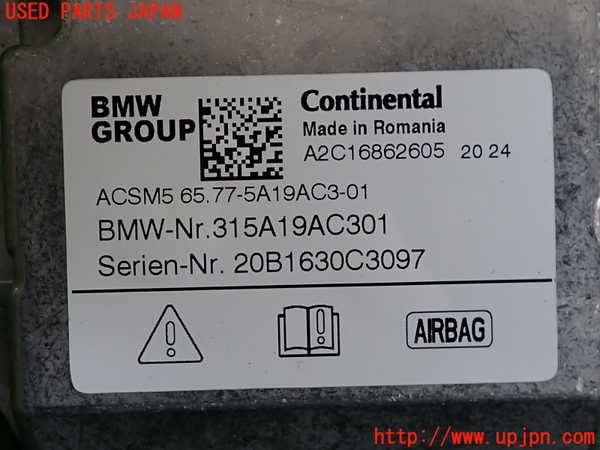 USED PARTS JAPAN
BMW
GROUP
Continental
Made in Romania
A2C16862605 20 24
ACSM5 65.77-5A19AC3-01
BMW-Nr.315A19AC301
Serien-Nr. 20B1630C3097
AIRBAG
http://www.upjpn.com/